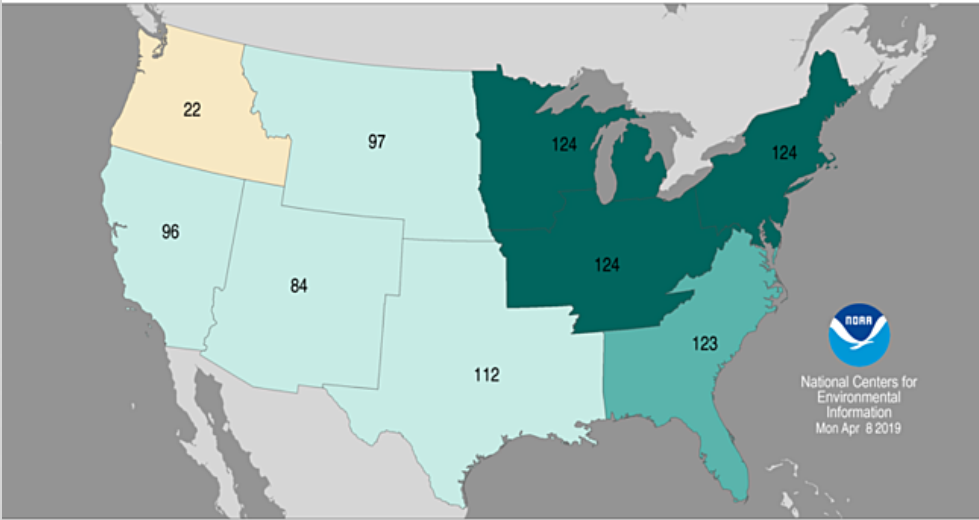 22
97
124
124
96
84
124
112
123
NOAA
National Centers for
Environmental
Information
Mon Apr 8 2019